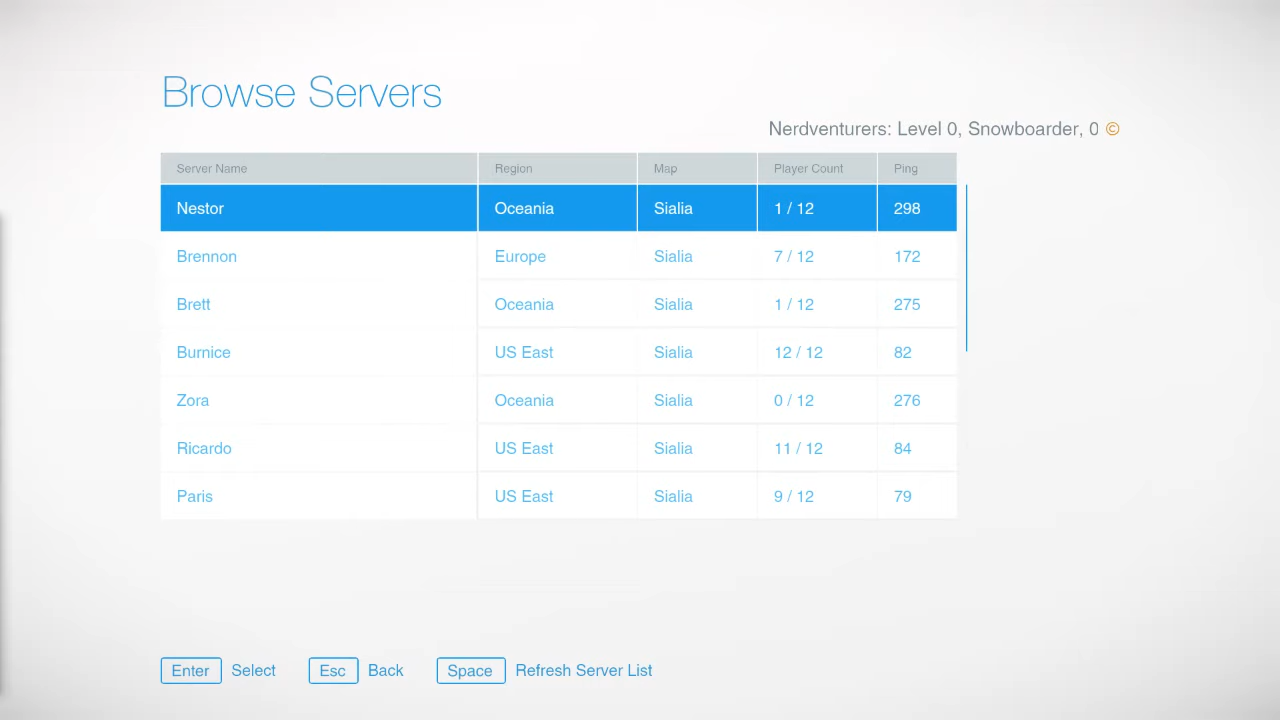 Browse Servers
Nerdventurers: Level 0, Snowboarder, 0 ©
Server Name Region Map Player Count Ping
Nestor Oceania Sialia 1 / 12 298
Brennon Europe Sialia 7 / 12 172
Brett Oceania Sialia 1 / 12 275
Burnice US East Sialia 12 / 12 82
Zora Oceania Sialia 0 / 12 276
Ricardo US East Sialia 11 / 12 84
Paris US East Sialia 9 / 12 79
Enter Select Esc Back Space Refresh Server List